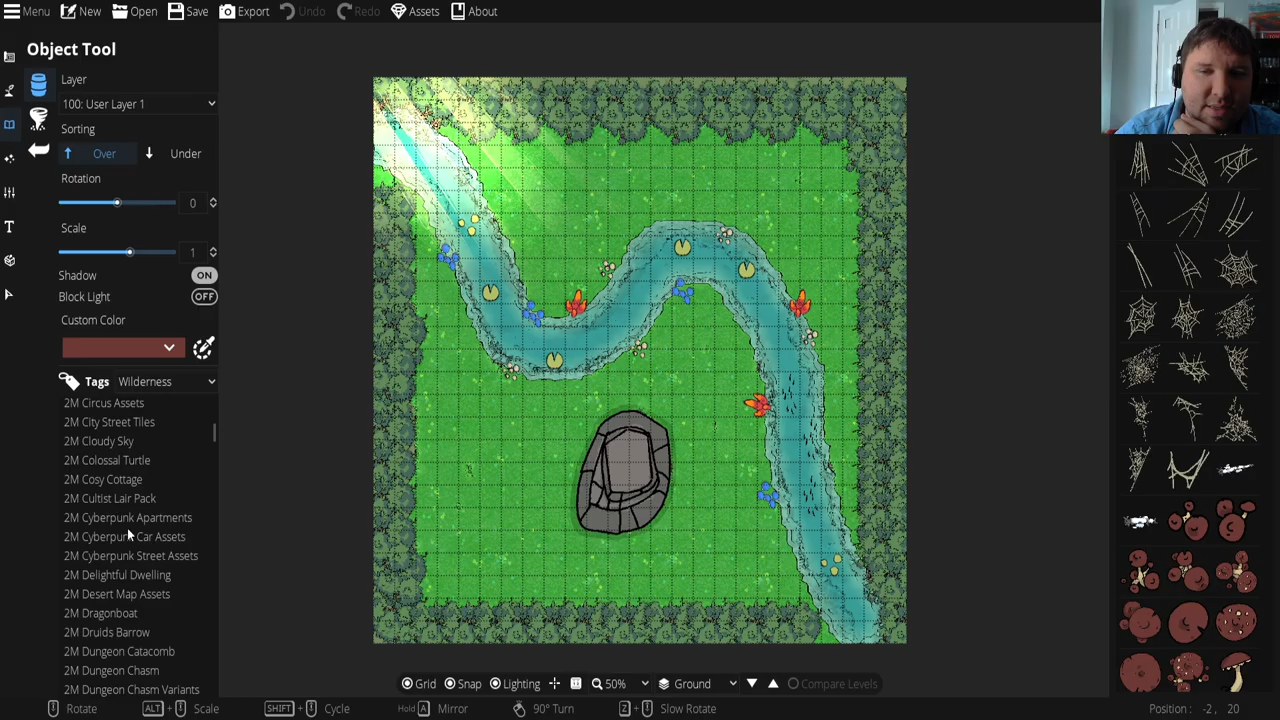 Menu New Open Save Export Undo Redo Assets About
Object Tool
Layer
100: User Layer 1
Sorting
Over Under
Rotation
0
Scale
1
Shadow ON
Block Light OFF
Custom Color
Tags Wilderness
2M Circus Assets
2M City Street Tiles
2M Cloudy Sky
2M Colossal Turtle
2M Cosy Cottage
2M Cultist Lair Pack
2M Cyberpunk Apartments
2M Cyberpunk Car Assets
2M Cyberpunk Street Assets
2M Delightful Dwelling
2M Desert Map Assets
2M Dragonboat
2M Druids Barrow
2M Dungeon Catacomb
2M Dungeon Chasm
2M Dungeon Chasm Variants
Grid Snap Lighting 50% Ground Compare Levels
Rotate ALT + Scale SHIFT + Cycle Hold A Mirror 90° Turn Z + Slow Rotate Position : -2, 20